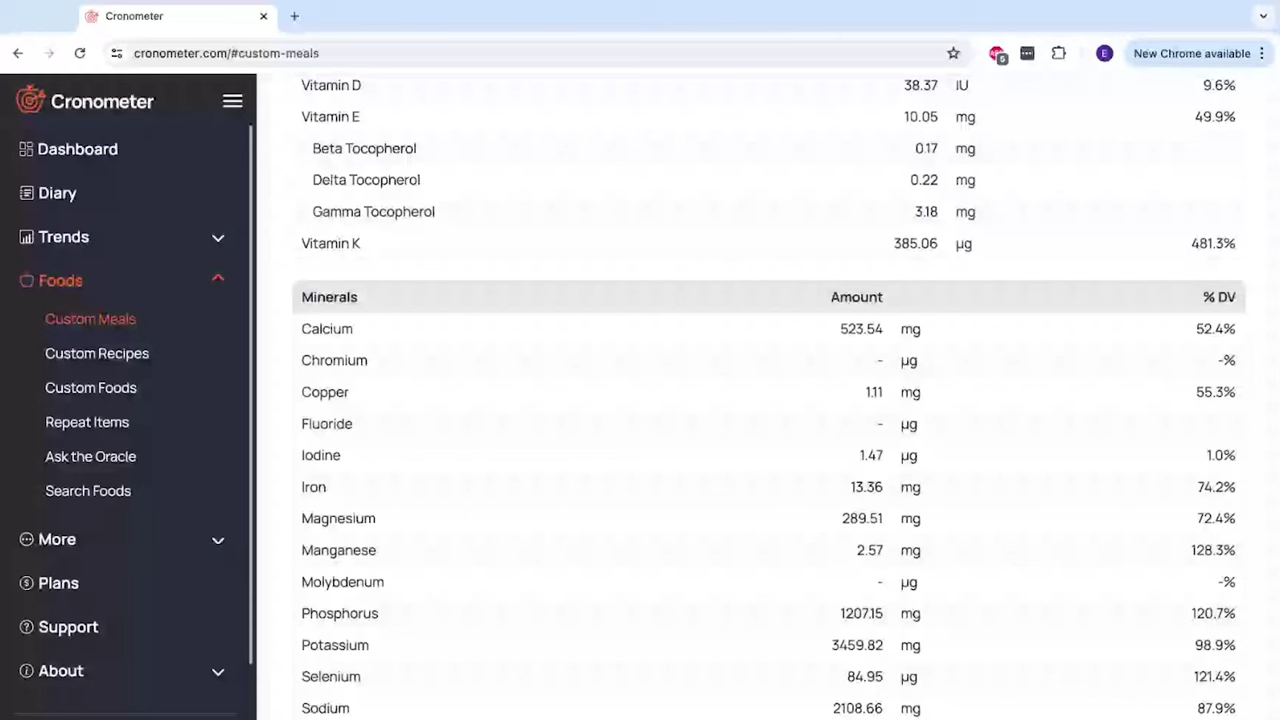 Cronometer
cronometer.com/#custom-meals
5
E
New Chrome available
Cronometer
Dashboard
Diary
Trends
Foods
Custom Meals
Custom Recipes
Custom Foods
Repeat Items
Ask the Oracle
Search Foods
More
Plans
Support
About
Vitamin D 38.37 IU 9.6%
Vitamin E 10.05 mg 49.9%
Beta Tocopherol 0.17 mg
Delta Tocopherol 0.22 mg
Gamma Tocopherol 3.18 mg
Vitamin K 385.06 µg 481.3%
Minerals Amount % DV
Calcium 523.54 mg 52.4%
Chromium - µg -%
Copper 1.11 mg 55.3%
Fluoride - µg
Iodine 1.47 µg 1.0%
Iron 13.36 mg 74.2%
Magnesium 289.51 mg 72.4%
Manganese 2.57 mg 128.3%
Molybdenum - µg -%
Phosphorus 1207.15 mg 120.7%
Potassium 3459.82 mg 98.9%
Selenium 84.95 µg 121.4%
Sodium 2108.66 mg 87.9%